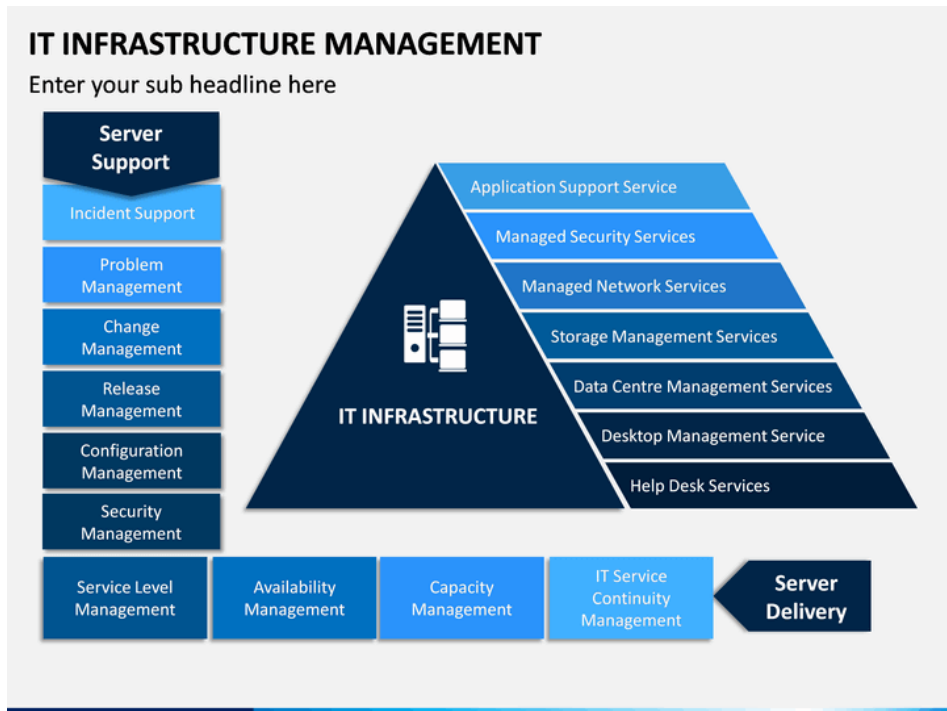 IT INFRASTRUCTURE MANAGEMENT
Enter your sub headline here
Server
Support
Incident Support
Problem
Management
Change
Management
Release
Management
Configuration
Management
Security
Management
IT INFRASTRUCTURE
Application Support Service
Managed Security Services
Managed Network Services
Storage Management Services
Data Centre Management Services
Desktop Management Service
Help Desk Services
Service Level
Management
Availability
Management
Capacity
Management
IT Service
Continuity
Management
Server
Delivery